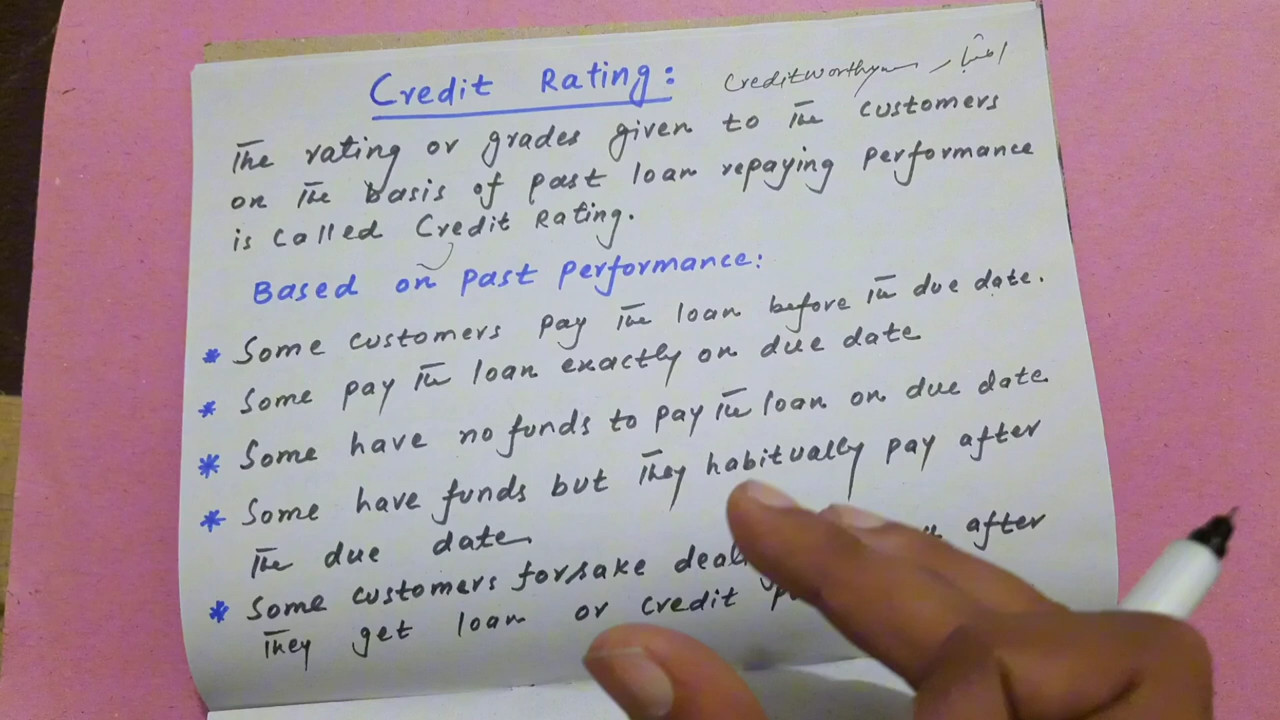 Credit Rating:
Creditworthyness اعتبار
The rating or grades given to The customers
on The basis of past loan repaying performance
is called Credit Rating.
Based on past performance:
* Some customers pay The loan before The due date.
* Some pay The loan exactly on due date
* Some have no funds to pay The loan on due date.
* Some have funds but They habitually pay after
The due date.
* Some customers forsake after
They get loan or credit